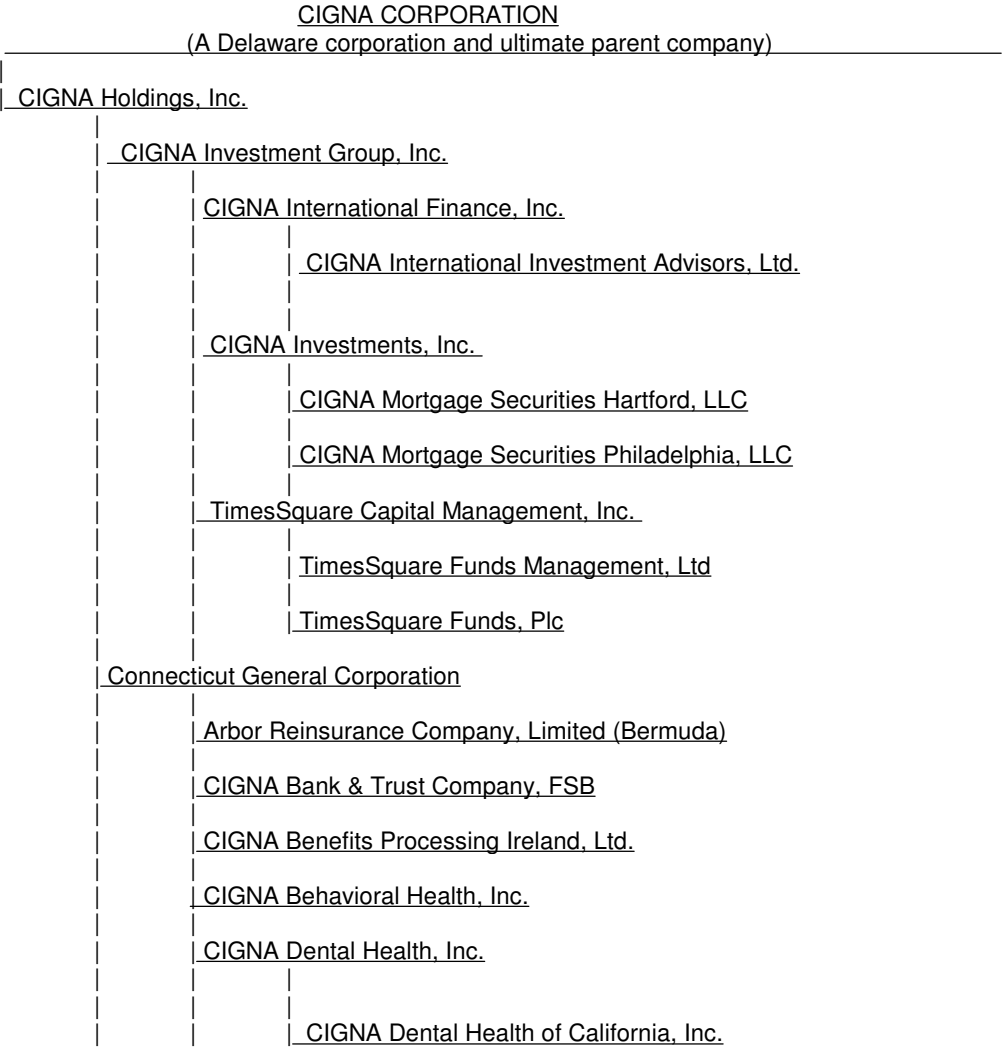 CIGNA CORPORATION
(A Delaware corporation and ultimate parent company)
CIGNA Holdings, Inc.
CIGNA Investment Group, Inc.
CIGNA International Finance, Inc.
CIGNA International Investment Advisors, Ltd.
CIGNA Investments, Inc.
CIGNA Mortgage Securities Hartford, LLC
CIGNA Mortgage Securities Philadelphia, LLC
TimesSquare Capital Management, Inc.
TimesSquare Funds Management, Ltd
TimesSquare Funds, Plc
Connecticut General Corporation
Arbor Reinsurance Company, Limited (Bermuda)
CIGNA Bank & Trust Company, FSB
CIGNA Benefits Processing Ireland, Ltd.
CIGNA Behavioral Health, Inc.
CIGNA Dental Health, Inc.
CIGNA Dental Health of California, Inc.